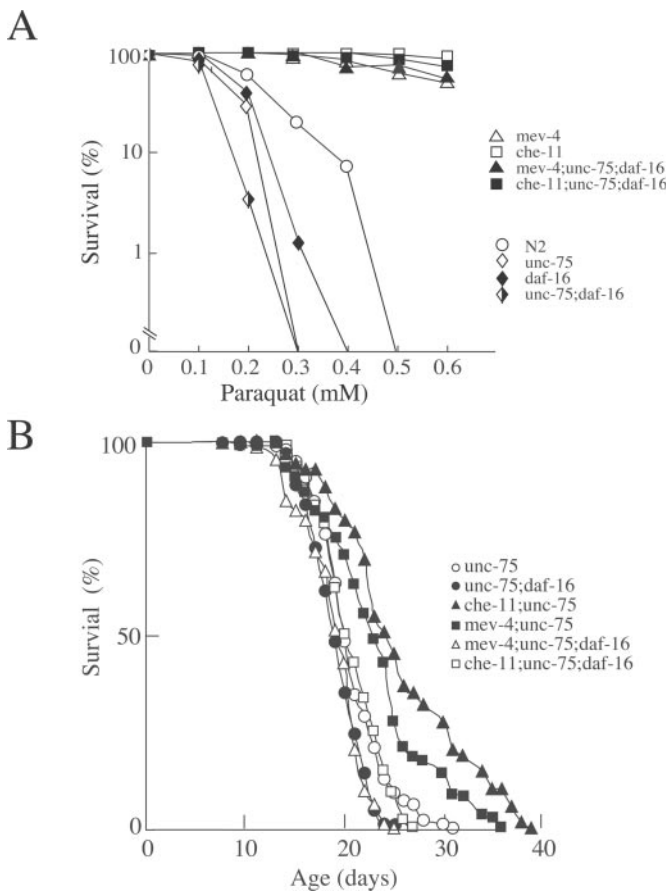 A
100
10
1
0
Survival (%)
0 0.1 0.2 0.3 0.4 0.5 0.6
Paraquat (mM)
mev-4
che-11
mev-4;unc-75;daf-16
che-11;unc-75;daf-16
N2
unc-75
daf-16
unc-75;daf-16
B
100
50
0
Survial (%)
0 10 20 30 40
Age (days)
unc-75
unc-75;daf-16
che-11;unc-75
mev-4;unc-75
mev-4;unc-75;daf-16
che-11;unc-75;daf-16